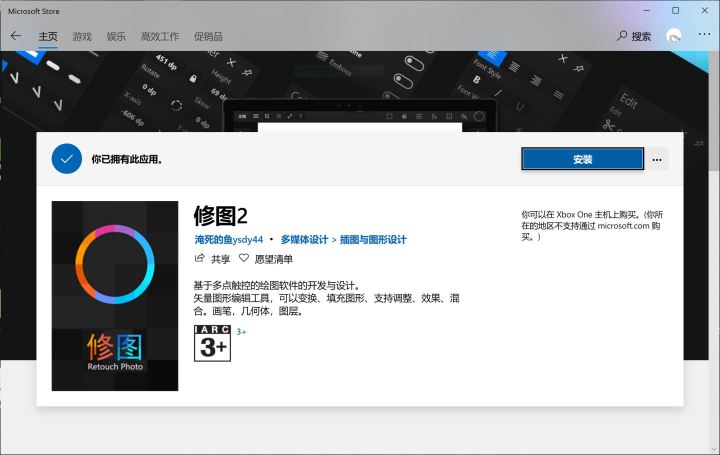 Microsoft Store
主页 游戏 娱乐 高效工作 促销品 搜索
451 dp
Rotate
0 dp
X-axis
-606 dp
Height
69 dp
Skew
0 dp
Emboss
Font Style
B I U
Edit
Edit
你已拥有此应用。
安装
修图2
淹死的鱼ysdy44 • 多媒体设计 > 插图与图形设计
共享 愿望清单
基于多点触控的绘图软件的开发与设计。
矢量图形编辑工具，可以变换、填充图形、支持调整、效果、混
合。画笔，几何体，图层。
IARC
3+
3+
你可以在 Xbox One 主机上购买。(你所
在的地区不支持通过 microsoft.com 购
买。)
修图
Retouch Photo